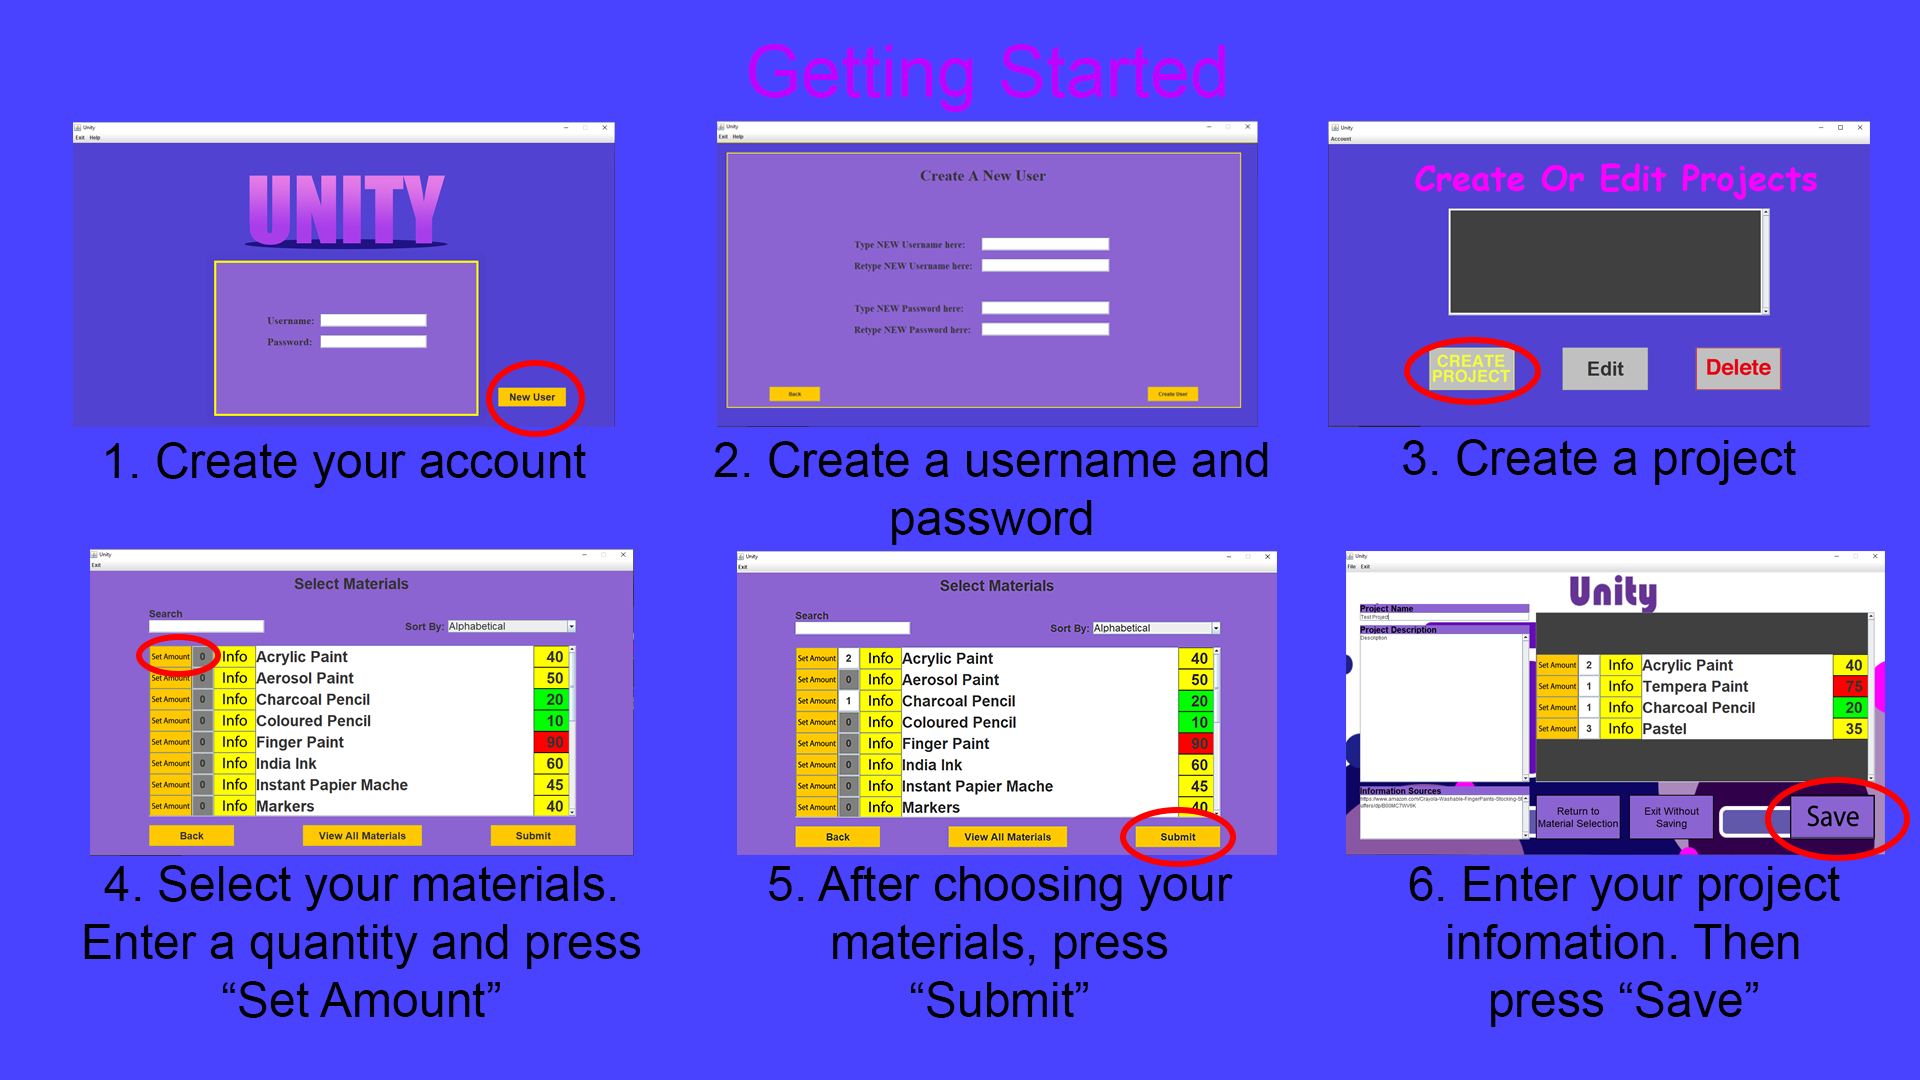 Getting Started
Unity
Exit Help
UNITY
Username:
Password:
New User
1. Create your account
Unity
Exit Help
Create A New User
Type NEW Username here:
Retype NEW Username here:
Type NEW Password here:
Retype NEW Password here:
Back
Create User
2. Create a username and
password
Unity
Account
Create Or Edit Projects
CREATE
PROJECT
Edit
Delete
3. Create a project
Unity
Exit
Select Materials
Search
Sort By: Alphabetical
Set Amount 0 Info Acrylic Paint 40
Set Amount 0 Info Aerosol Paint 50
Set Amount 0 Info Charcoal Pencil 20
Set Amount 0 Info Coloured Pencil 10
Set Amount 0 Info Finger Paint 90
Set Amount 0 Info India Ink 60
Set Amount 0 Info Instant Papier Mache 45
Set Amount 0 Info Markers 40
Back
View All Materials
Submit
4. Select your materials.
Enter a quantity and press
“Set Amount”
Unity
Exit
Select Materials
Search
Sort By: Alphabetical
Set Amount 2 Info Acrylic Paint 40
Set Amount 0 Info Aerosol Paint 50
Set Amount 1 Info Charcoal Pencil 20
Set Amount 0 Info Coloured Pencil 10
Set Amount 0 Info Finger Paint 90
Set Amount 0 Info India Ink 60
Set Amount 0 Info Instant Papier Mache 45
Set Amount 0 Info Markers 40
Back
View All Materials
Submit
5. After choosing your
materials, press
“Submit”
Unity
File Exit
Unity
Project Name
Test Project
Project Description
Description
Set Amount 2 Info Acrylic Paint 40
Set Amount 1 Info Tempera Paint 75
Set Amount 1 Info Charcoal Pencil 20
Set Amount 3 Info Pastel 35
Information Sources
Return to
Material Selection
Exit Without
Saving
Save
6. Enter your project
infomation. Then
press “Save”